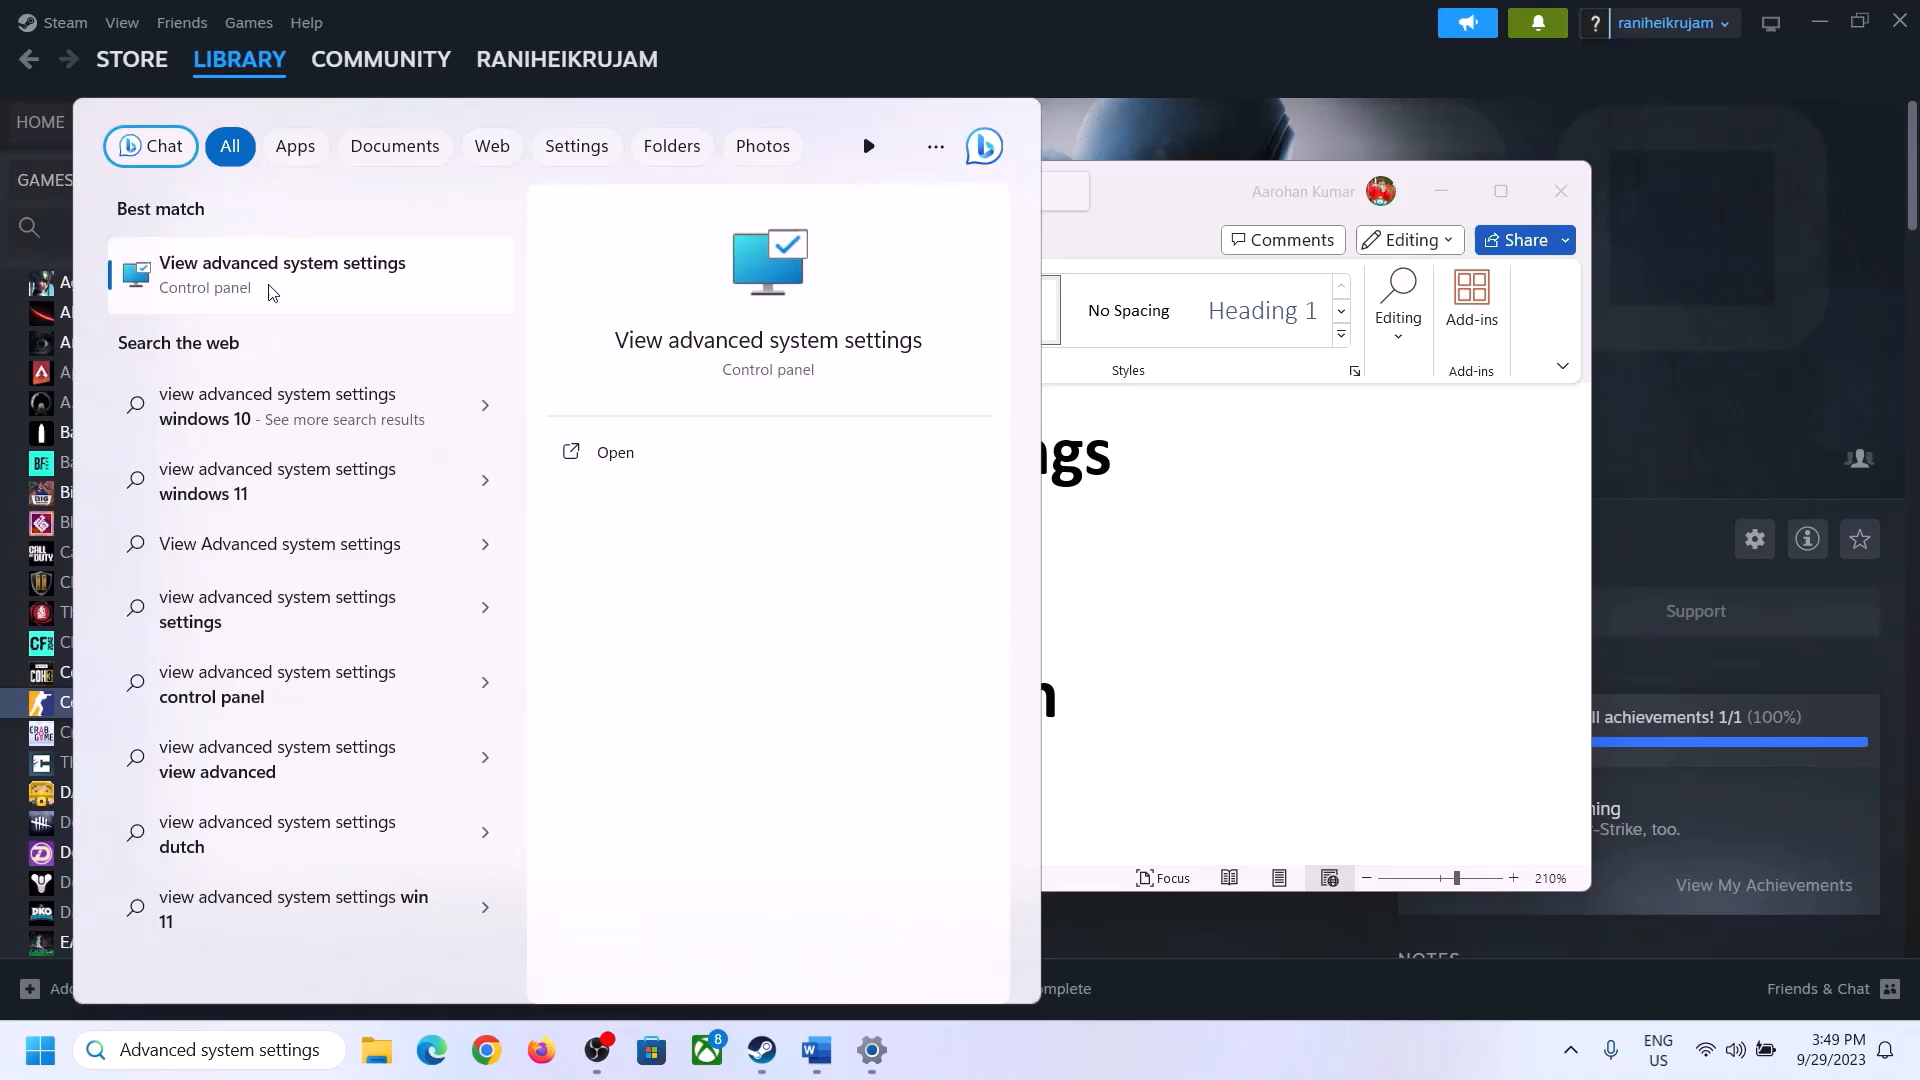 Steam View Friends Games Help
? raniheikrujam
STORE LIBRARY COMMUNITY RANIHEIKRUJAM
HOME
GAMES
Chat All Apps Documents Web Settings Folders Photos
Best match
View advanced system settings
Control panel
Search the web
view advanced system settings
windows 10 - See more search results
view advanced system settings
windows 11
View Advanced system settings
view advanced system settings
settings
view advanced system settings
control panel
view advanced system settings
view advanced
view advanced system settings
dutch
view advanced system settings win
11
View advanced system settings
Control panel
Open
Aarohan Kumar
Comments Editing Share
No Spacing Heading 1
Editing
Add-ins
Styles
Add-ins
Focus
210%
Support
ll achievements! 1/1 (100%)
-Strike, too.
View My Achievements
NOTES
Friends & Chat
Advanced system settings
8
ENG
US
3:49 PM
9/29/2023